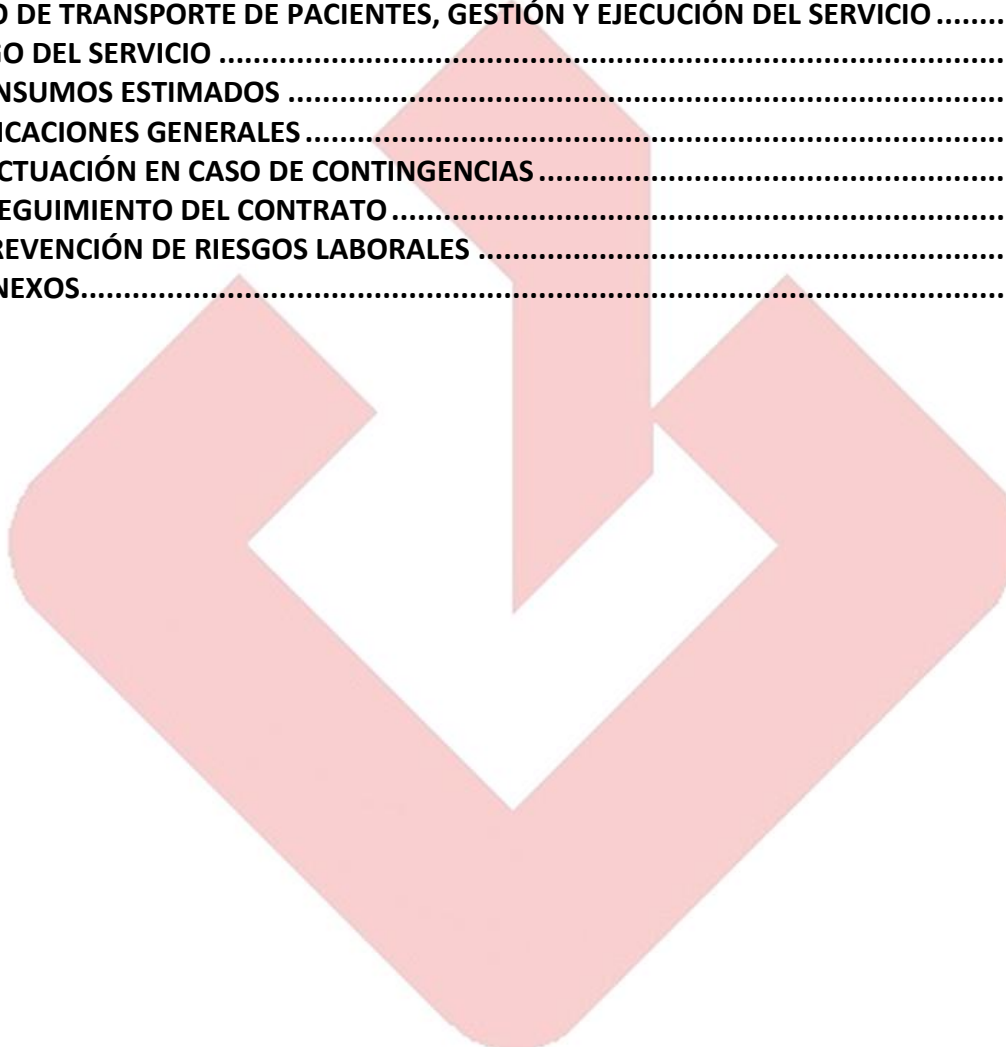 O DE TRANSPORTE DE PACIENTES, GESTIÓN Y EJECUCIÓN DEL SERVICIO ........
GO DEL SERVICIO ....................................................................................
NSUMOS ESTIMADOS ............................................................................
ICACIONES GENERALES .........................................................................
CTUACIÓN EN CASO DE CONTINGENCIAS ..................................................
EGUIMIENTO DEL CONTRATO .................................................................
REVENCIÓN DE RIESGOS LABORALES ........................................................
NEXOS...................................................................................................